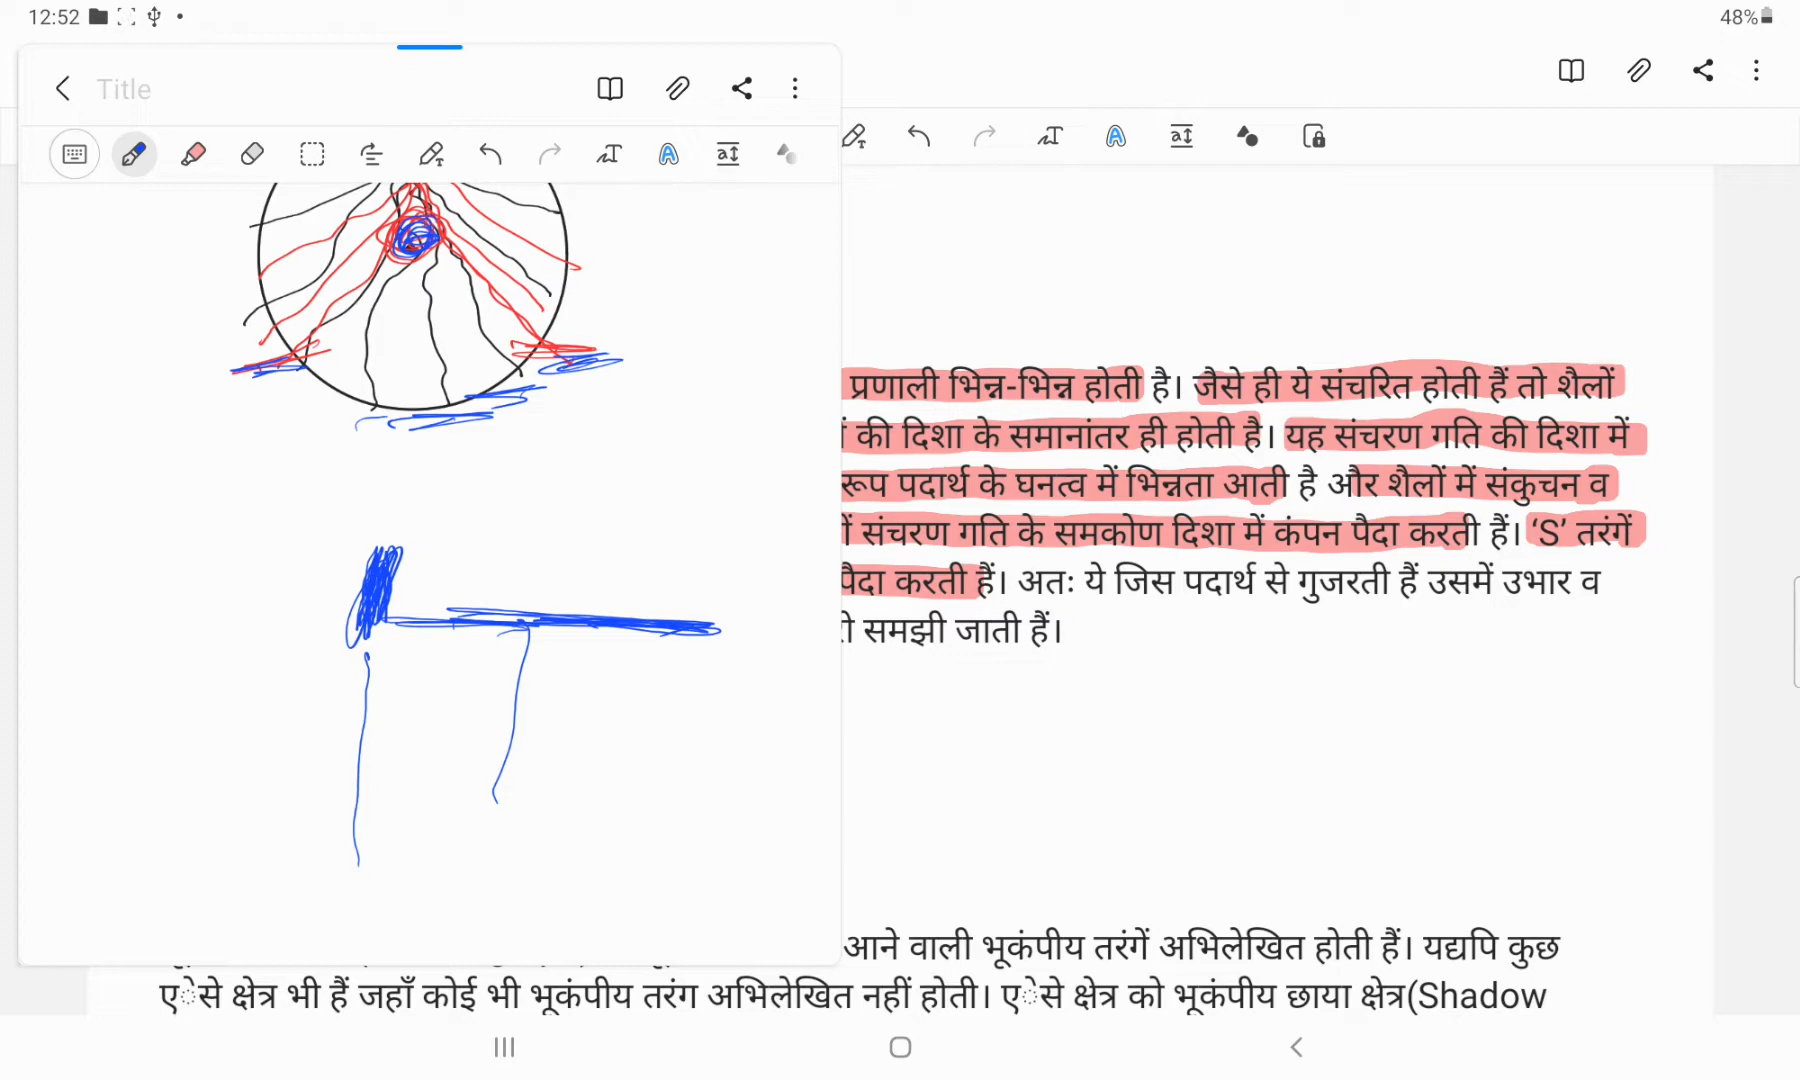 12:52
48%
Title
प्रणाली भिन्न-भिन्न होती है। जैसे ही ये संचरित होती हैं तो शैलों
की दिशा के समानांतर ही होती है। यह संचरण गति की दिशा में
रूप पदार्थ के घनत्व में भिन्नता आती है और शैलों में संकुचन व
संचरण गति के समकोण दिशा में कंपन पैदा करती हैं। ‘S’ तरंगें
पैदा करती हैं। अतः ये जिस पदार्थ से गुजरती हैं उसमें उभार व
समझी जाती हैं।
आने वाली भूकंपीय तरंगें अभिलेखित होती हैं। यद्यपि कुछ
एेसे क्षेत्र भी हैं जहाँ कोई भी भूकंपीय तरंग अभिलेखित नहीं होती। एेसे क्षेत्र को भूकंपीय छाया क्षेत्र(Shadow